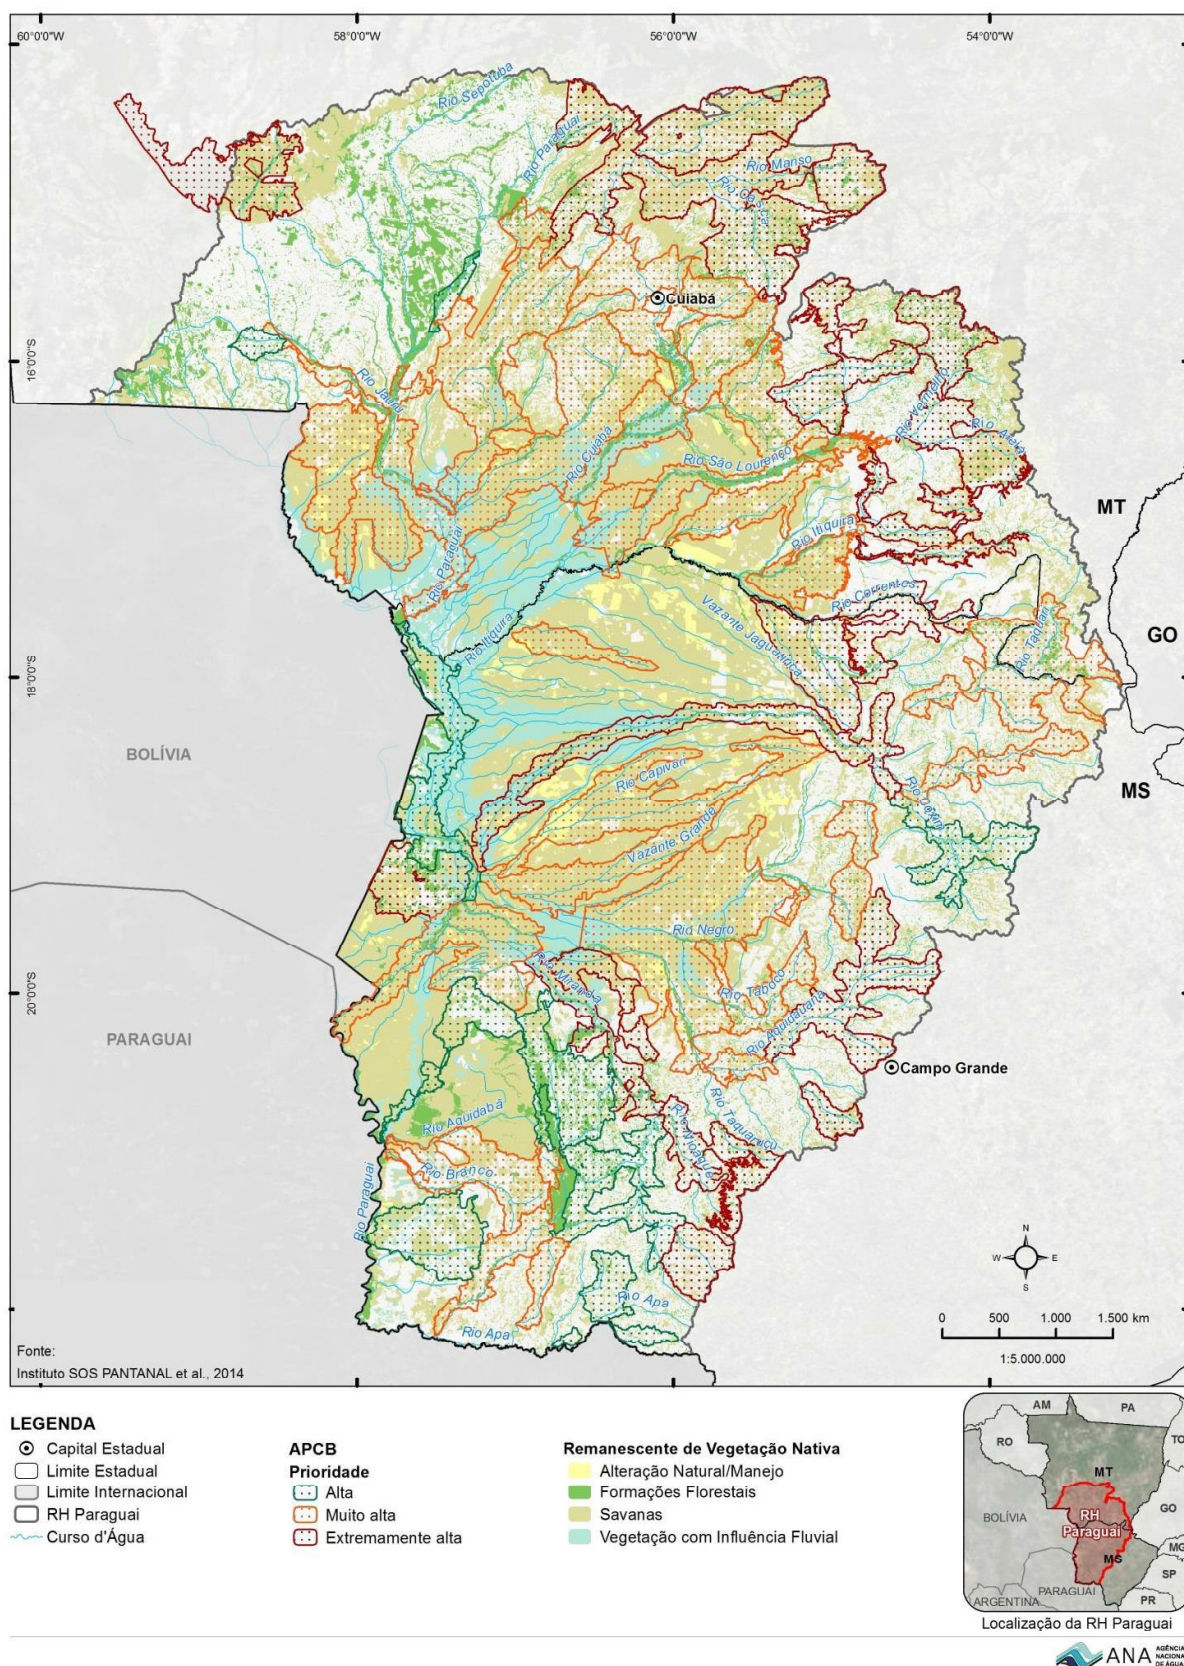 60°0'0"W 58°0'0"W 56°0'0"W 54°0'0"W
Rio Sepotuba
Rio Paraguai
Rio Manso
Rio Casca
Cuiabá
16°0'0"S
Rio Jauru
Rio Vermelho
Rio Cuiabá
Rio São Lourenço
Rio Areia
MT
Rio Itiquira
Rio Paraguai
Rio Correntes
Rio Itiquira
Vazante Jaguaririca
Rio Taquari
GO
18°0'0"S
BOLÍVIA
Rio Capivari
MS
Vazante Grande
Rio Negro
Rio Miranda
20°0'0"S
Rio Taboco
Rio Aquidauana
PARAGUAI
Campo Grande
Rio Aquidabã
Rio Nioaque
Rio Branco
Rio Paraguai
N
W E
S
Rio Apa
Rio Apa
0 500 1.000 1.500 km
1:5.000.000
Fonte:
Instituto SOS PANTANAL et al., 2014
LEGENDA
Capital Estadual
Limite Estadual
Limite Internacional
RH Paraguai
Curso d'Água
APCB
Prioridade
Alta
Muito alta
Extremamente alta
Remanescente de Vegetação Nativa
Alteração Natural/Manejo
Formações Florestais
Savanas
Vegetação com Influência Fluvial
AM PA
RO TO
MT
GO
BOLÍVIA
RH
Paraguai
MS
MG
SP
PARAGUAI
ARGENTINA
PR
Localização da RH Paraguai
ANA
AGÊNCIA
NACIONAL
DE ÁGUAS